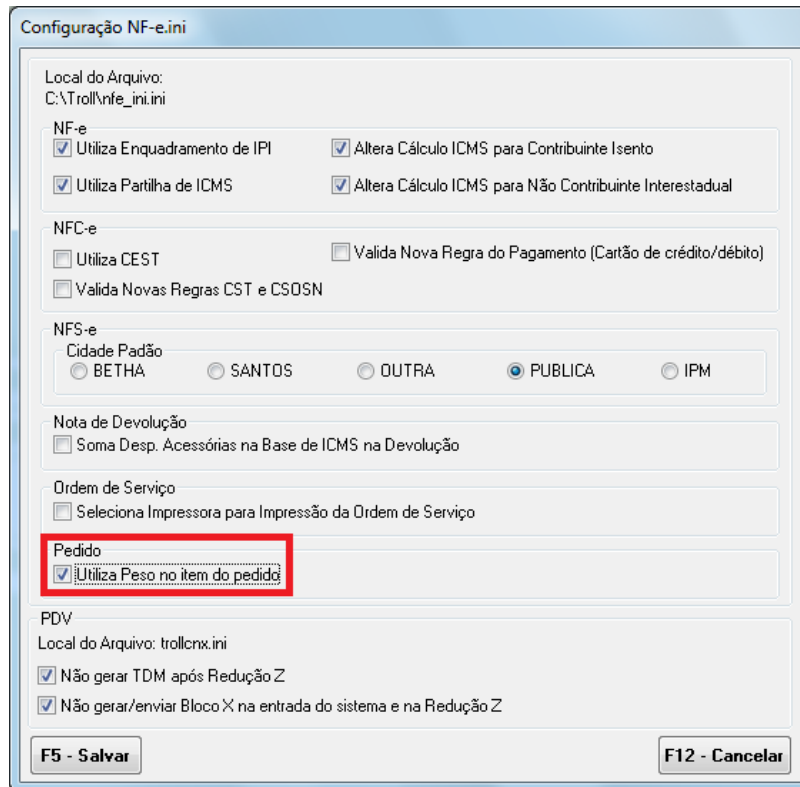 Configuração NF-e.ini
Local do Arquivo:
C:\Troll\nfe_ini.ini
NF-e
Utiliza Enquadramento de IPI
Altera Cálculo ICMS para Contribuinte Isento
Utiliza Partilha de ICMS
Altera Cálculo ICMS para Não Contribuinte Interestadual
NFC-e
Utiliza CEST
Valida Nova Regra do Pagamento (Cartão de crédito/débito)
Valida Novas Regras CST e CSOSN
NFS-e
Cidade Padão
BETHA SANTOS OUTRA PUBLICA IPM
Nota de Devolução
Soma Desp. Acessórias na Base de ICMS na Devolução
Ordem de Serviço
Seleciona Impressora para Impressão da Ordem de Serviço
Pedido
Utiliza Peso no item do pedido
PDV
Local do Arquivo: trollcnx.ini
Não gerar TDM após Redução Z
Não gerar/enviar Bloco X na entrada do sistema e na Redução Z
F5 - Salvar F12 - Cancelar